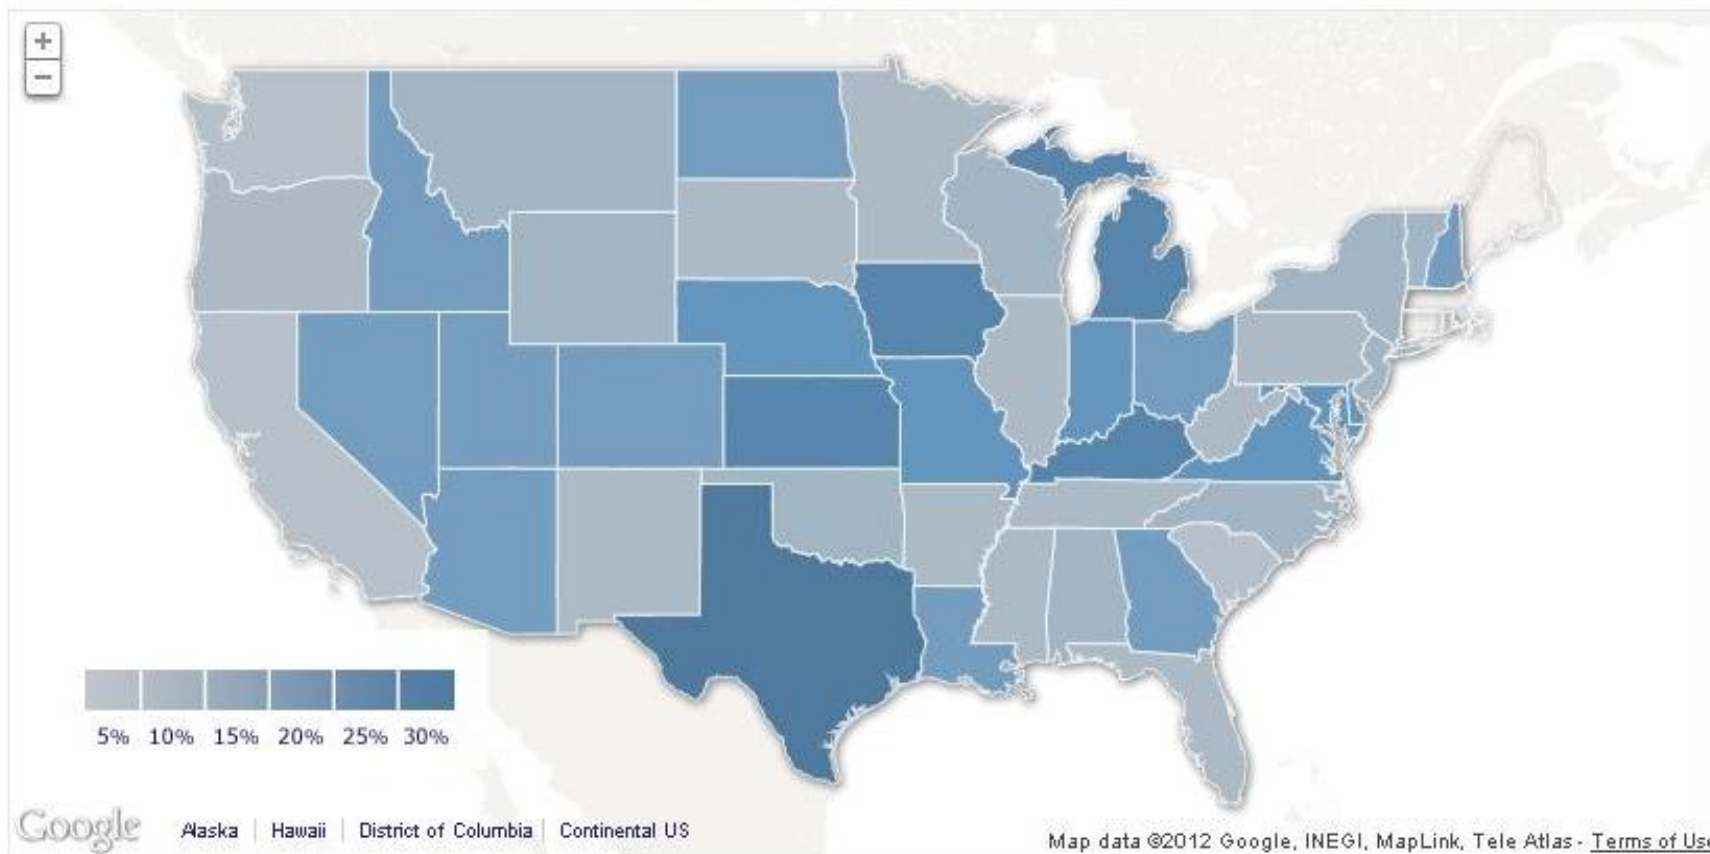 +
−
5% 10% 15% 20% 25% 30%
Google Alaska Hawaii District of Columbia Continental US
Map data ©2012 Google, INEGI, MapLink, Tele Atlas - Terms of Use